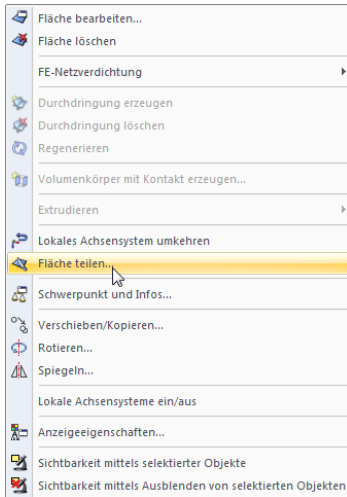 Fläche bearbeiten...
Fläche löschen
FE-Netzverdichtung
Durchdringung erzeugen
Durchdringung löschen
Regenerieren
Volumenkörper mit Kontakt erzeugen...
Extrudieren
Lokales Achsensystem umkehren
Fläche teilen...
Schwerpunkt und Infos...
Verschieben/Kopieren...
Rotieren...
Spiegeln...
Lokale Achsensysteme ein/aus
Anzeigeeigenschaften...
Sichtbarkeit mittels selektierter Objekte
Sichtbarkeit mittels Ausblenden von selektierten Objekten